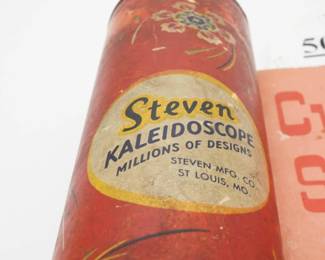 Steven
KALEIDOSCOPE
MILLIONS OF DESIGNS
STEVEN MFG. CO.
ST LOUIS, MO.